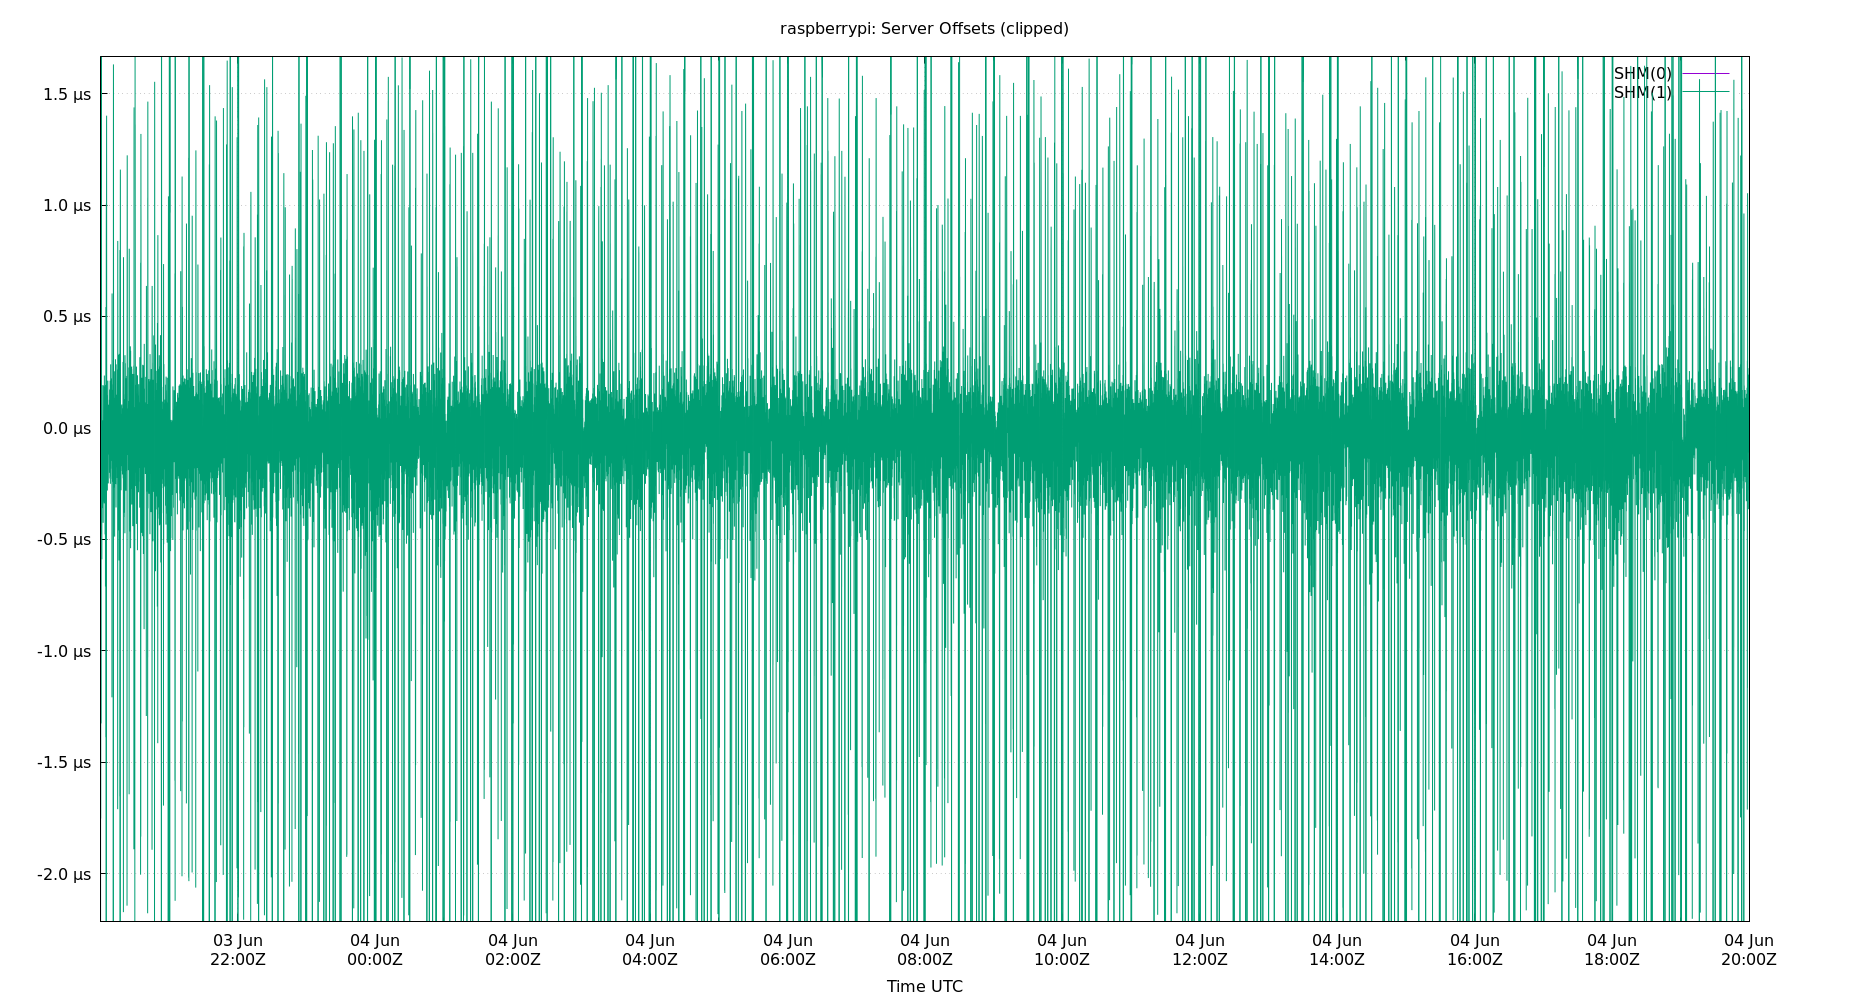 raspberrypi: Server Offsets (clipped)
SHM(0)
SHM(1)
1.5 µs
1.0 µs
0.5 µs
0.0 µs
-0.5 µs
-1.0 µs
-1.5 µs
-2.0 µs
03 Jun 04 Jun 04 Jun 04 Jun 04 Jun 04 Jun 04 Jun 04 Jun 04 Jun 04 Jun 04 Jun 04 Jun
22:00Z 00:00Z 02:00Z 04:00Z 06:00Z 08:00Z 10:00Z 12:00Z 14:00Z 16:00Z 18:00Z 20:00Z
Time UTC